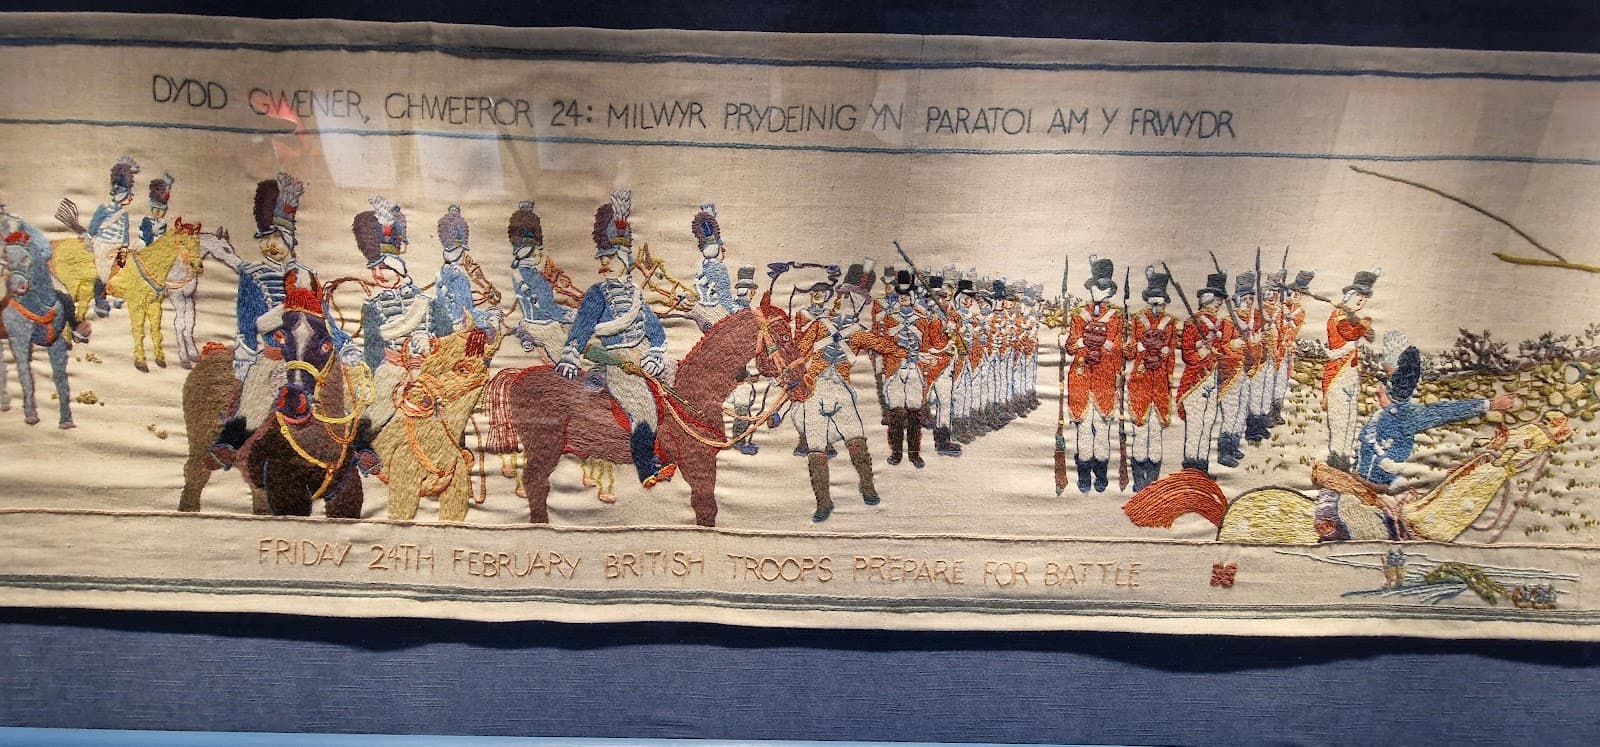 DYDD GWENER, CHWEFROR 24: MILWYR PRYDEINIG YN PARATOI AM Y FRWYDR
FRIDAY 24TH FEBRUARY BRITISH TROOPS PREPARE FOR BATTLE